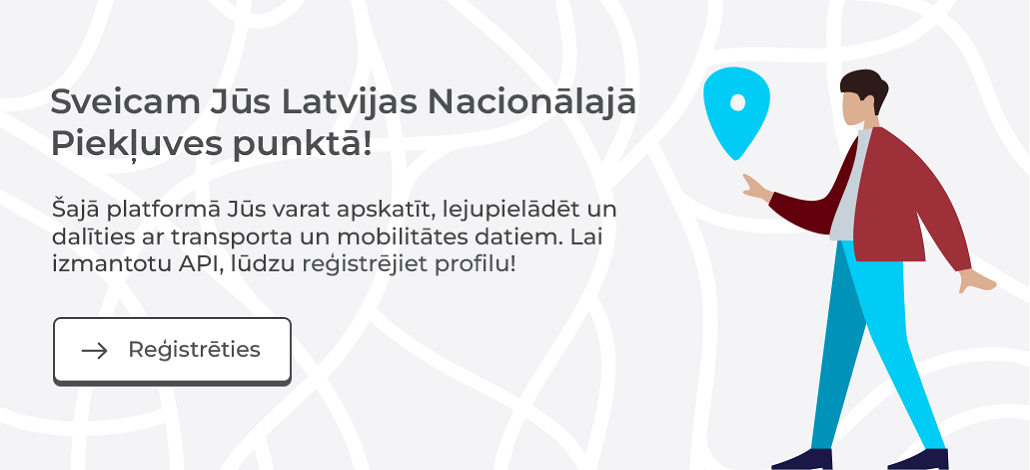 Sveicam Jūs Latvijas Nacionālajā
Piekļuves punktā!
Šajā platformā Jūs varat apskatīt, lejupielādēt un
dalīties ar transporta un mobilitātes datiem. Lai
izmantotu API, lūdzu reģistrējiet profilu!
Reģistrēties